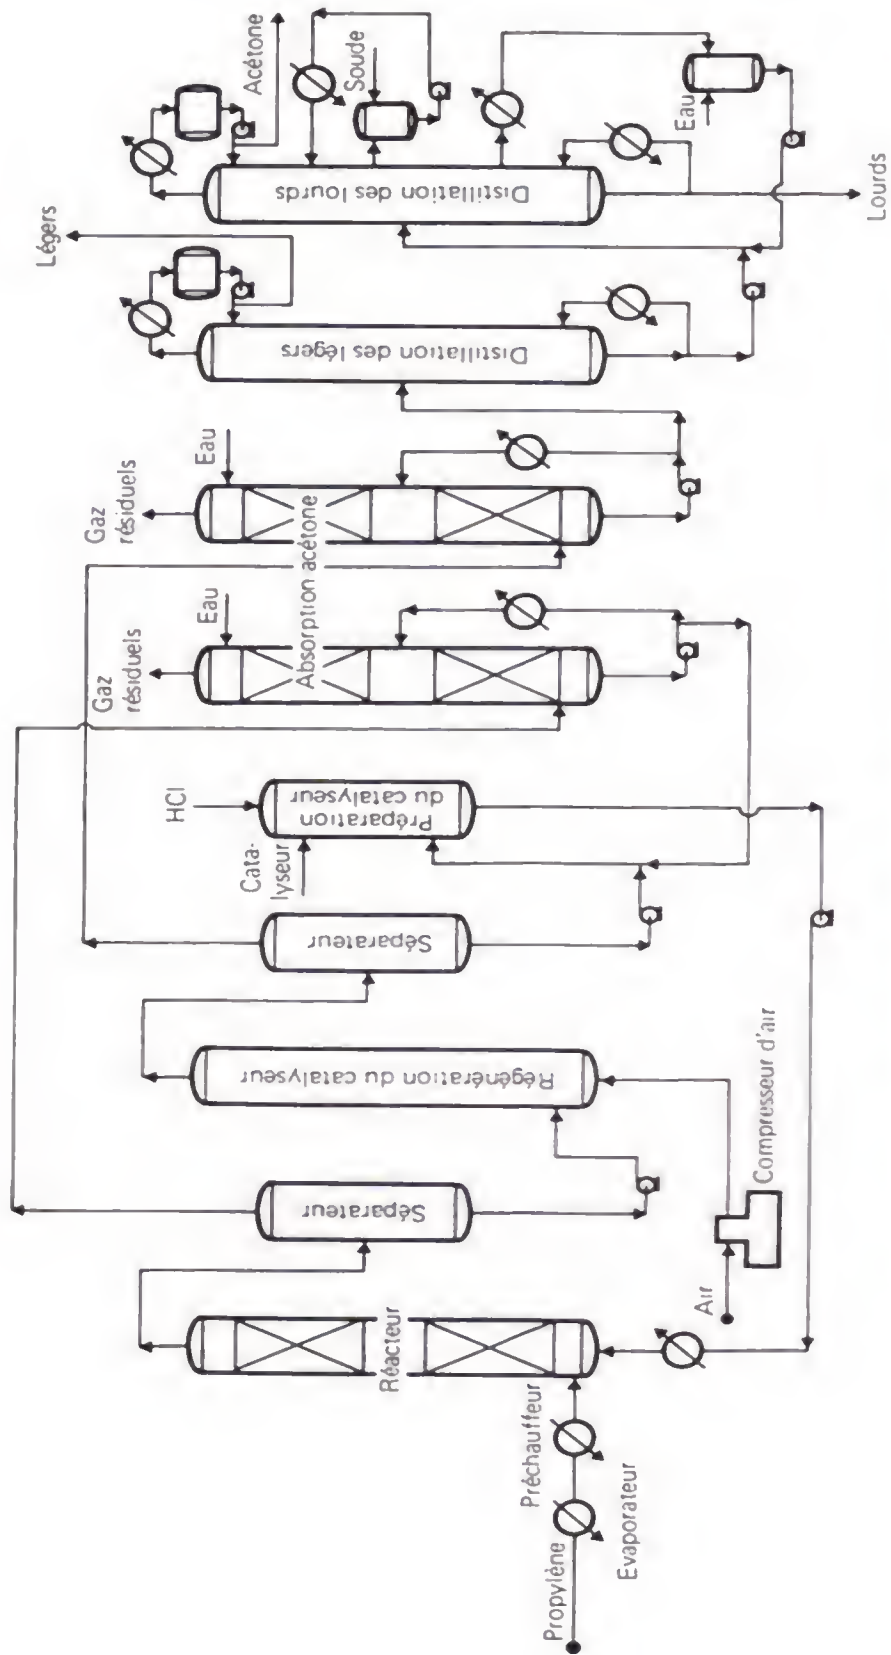 Propylène
Evaporateur
Préchauffeur
Réacteur
Séparateur
Air
Compresseur d'air
Régénération du catalyseur
Séparateur
Cata-
lyseur
HCl
Préparation
du catalyseur
Gaz
résiduels
Eau
Absorption acétone
Gaz
résiduels
Eau
Légers
Distillation des légers
Distillation des lourds
Acétone
Soude
Eau
Lourds